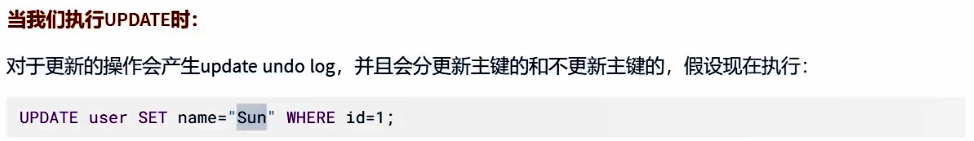 当我们执行UPDATE时：
对于更新的操作会产生update undo log，并且会分更新主键的和不更新主键的，假设现在执行：
UPDATE user SET name="Sun" WHERE id=1;